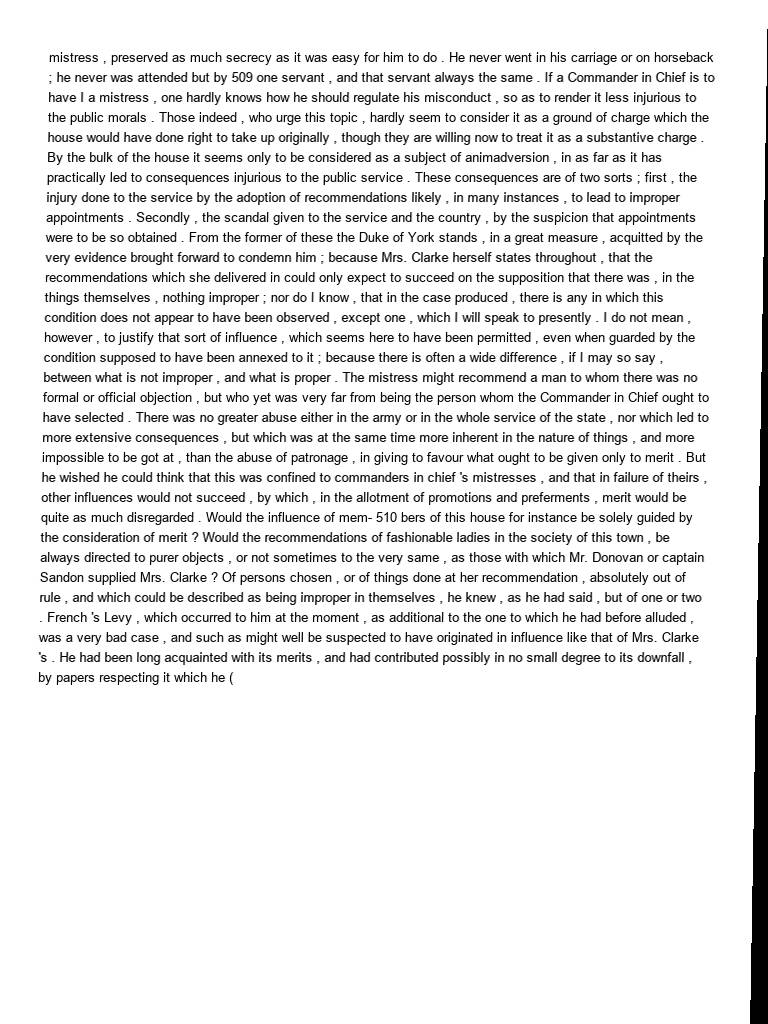 mistress , preserved as much secrecy as it was easy for him to do . He never went in his carriage or on horseback
; he never was attended but by 509 one servant , and that servant always the same . If a Commander in Chief is to
have I a mistress , one hardly knows how he should regulate his misconduct , so as to render it less injurious to
the public morals . Those indeed , who urge this topic , hardly seem to consider it as a ground of charge which the
house would have done right to take up originally , though they are willing now to treat it as a substantive charge .
By the bulk of the house it seems only to be considered as a subject of animadversion , in as far as it has
practically led to consequences injurious to the public service . These consequences are of two sorts ; first , the
injury done to the service by the adoption of recommendations likely , in many instances , to lead to improper
appointments . Secondly , the scandal given to the service and the country , by the suspicion that appointments
were to be so obtained . From the former of these the Duke of York stands , in a great measure , acquitted by the
very evidence brought forward to condemn him ; because Mrs. Clarke herself states throughout , that the
recommendations which she delivered in could only expect to succeed on the supposition that there was , in the
things themselves , nothing improper ; nor do I know , that in the case produced , there is any in which this
condition does not appear to have been observed , except one , which I will speak to presently . I do not mean ,
however , to justify that sort of influence , which seems here to have been permitted , even when guarded by the
condition supposed to have been annexed to it ; because there is often a wide difference , if I may so say ,
between what is not improper , and what is proper . The mistress might recommend a man to whom there was no
formal or official objection , but who yet was very far from being the person whom the Commander in Chief ought to
have selected . There was no greater abuse either in the army or in the whole service of the state , nor which led to
more extensive consequences , but which was at the same time more inherent in the nature of things , and more
impossible to be got at , than the abuse of patronage , in giving to favour what ought to be given only to merit . But
he wished he could think that this was confined to commanders in chief 's mistresses , and that in failure of theirs ,
other influences would not succeed , by which , in the allotment of promotions and preferments , merit would be
quite as much disregarded . Would the influence of mem- 510 bers of this house for instance be solely guided by
the consideration of merit ? Would the recommendations of fashionable ladies in the society of this town , be
always directed to purer objects , or not sometimes to the very same , as those with which Mr. Donovan or captain
Sandon supplied Mrs. Clarke ? Of persons chosen , or of things done at her recommendation , absolutely out of
rule , and which could be described as being improper in themselves , he knew , as he had said , but of one or two
. French 's Levy , which occurred to him at the moment , as additional to the one to which he had before alluded ,
was a very bad case , and such as might well be suspected to have originated in influence like that of Mrs. Clarke
's . He had been long acquainted with its merits , and had contributed possibly in no small degree to its downfall ,
by papers respecting it which he (